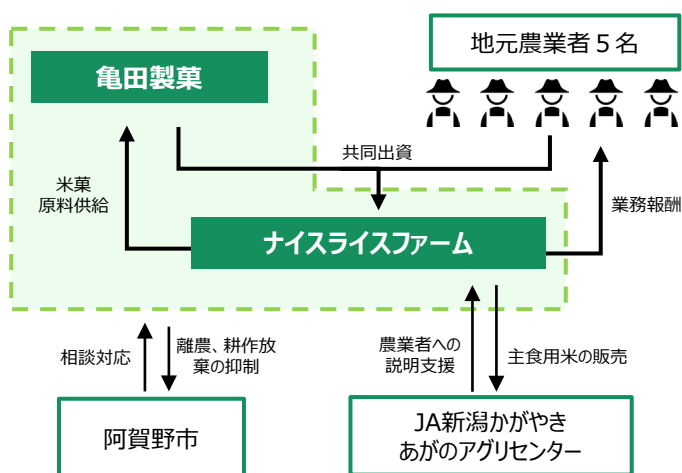 地元農業者５名
亀田製菓
共同出資
米菓
原料供給
業務報酬
ナイスライスファーム
相談対応
離農、耕作放
棄の抑制
農業者への
説明支援
主食用米の販売
阿賀野市
JA新潟かがやき
あがのアグリセンター